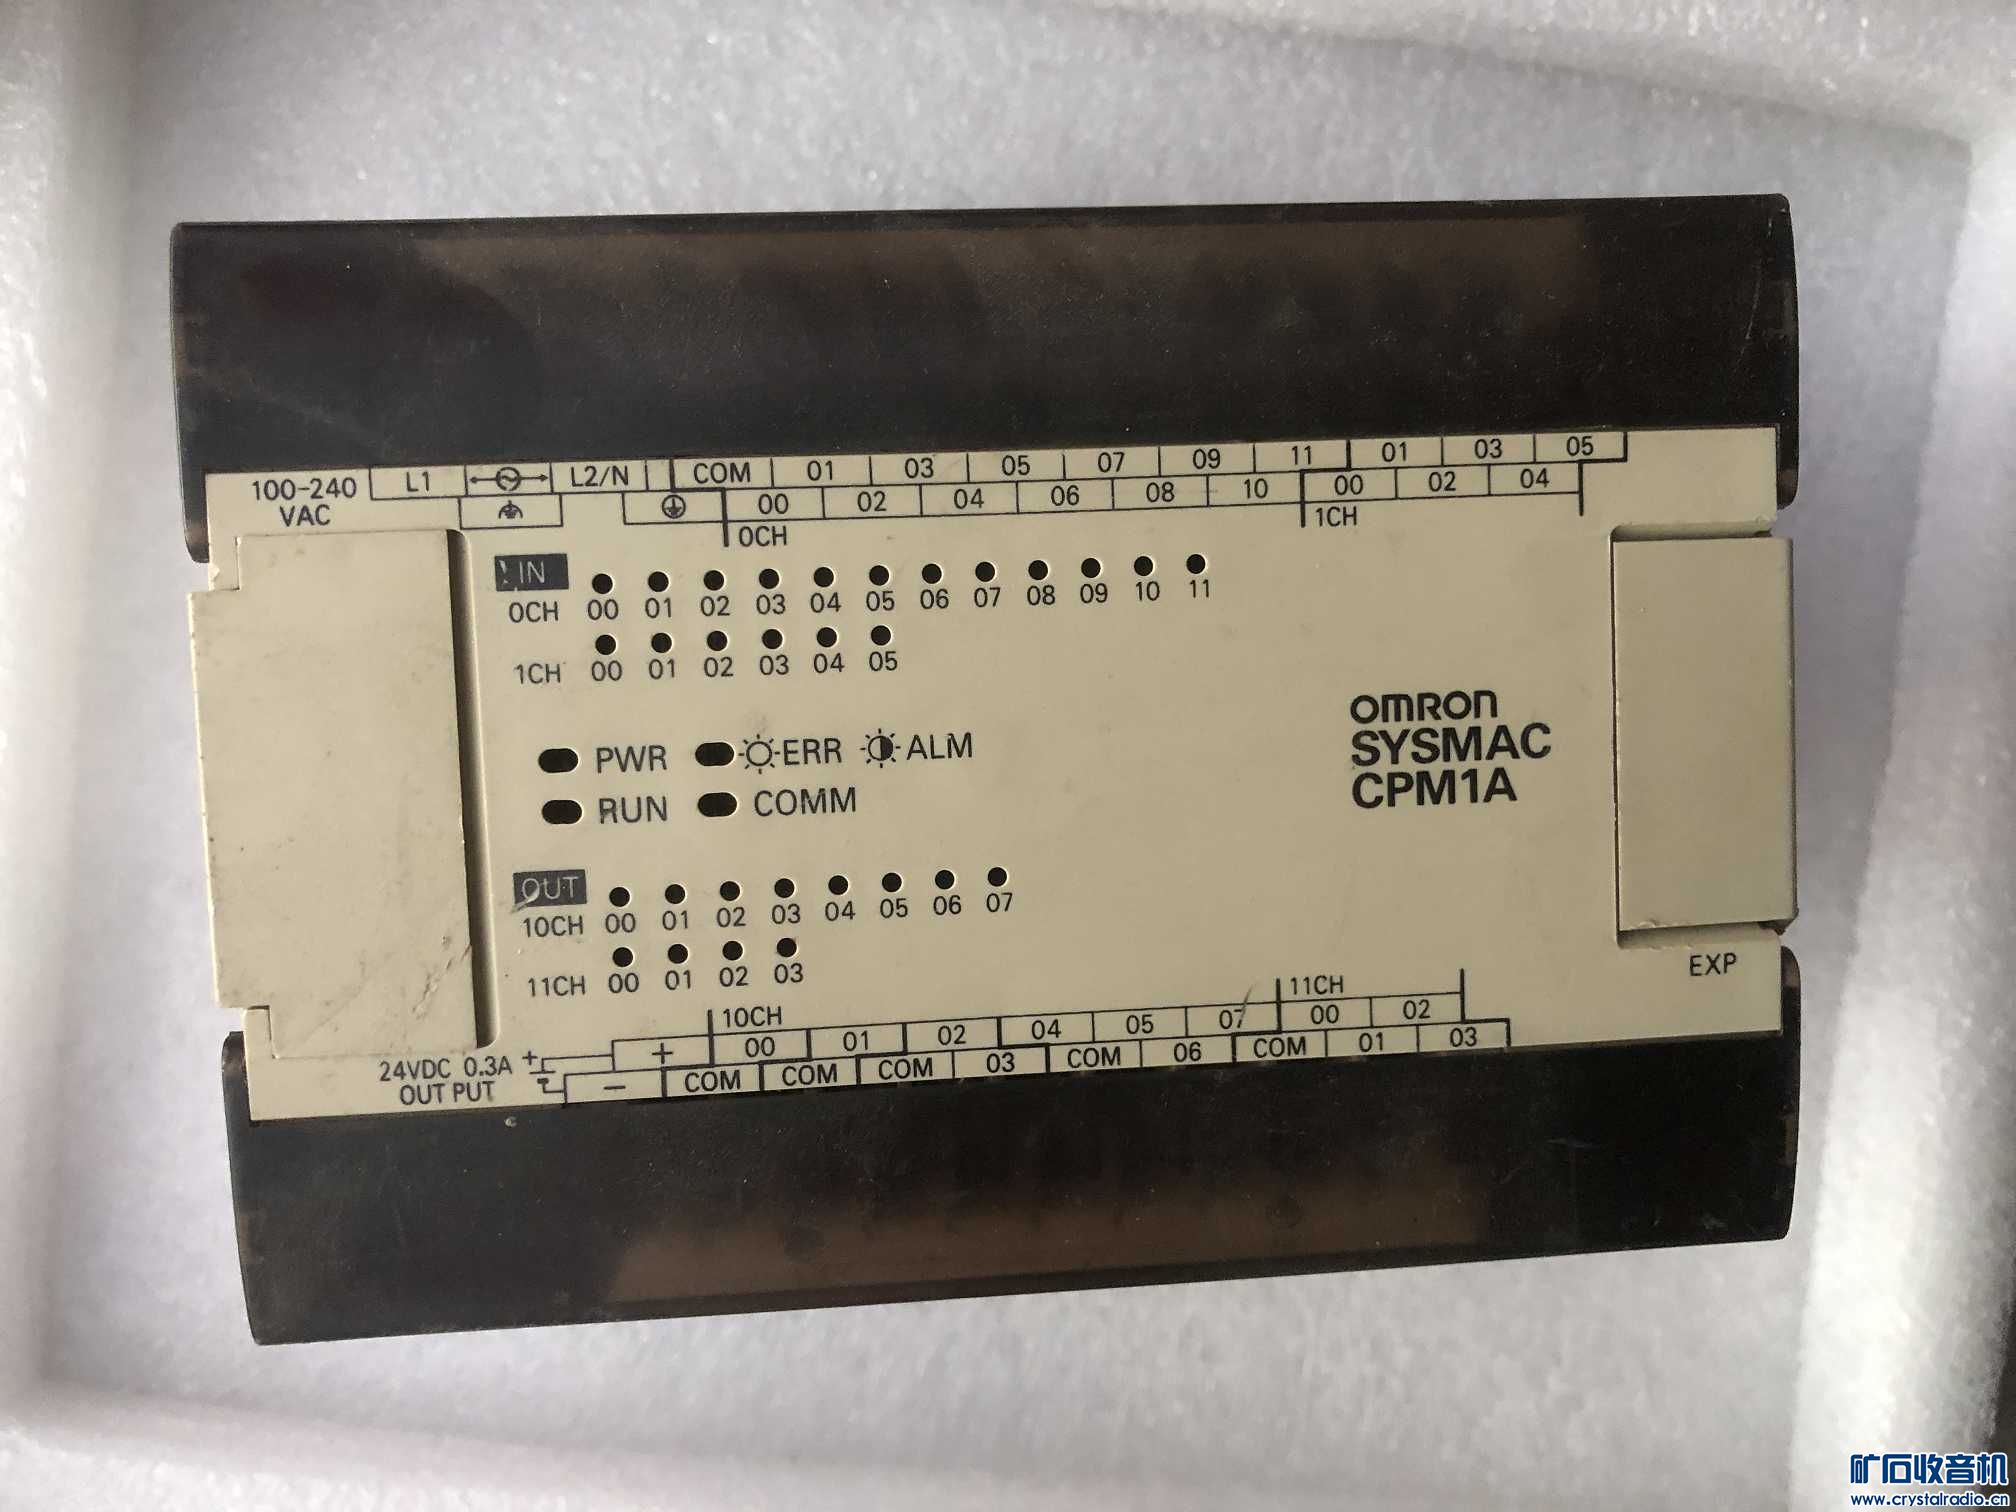 100-240 L1 L2/N COM 01 03 05 07 09 11 01 03 05
VAC 00 02 04 06 08 10 00 02 04
0CH 1CH
IN
0CH 00 01 02 03 04 05 06 07 08 09 10 11
1CH 00 01 02 03 04 05
PWR ERR ALM
RUN COMM
OMRON
SYSMAC
CPM1A
OUT
10CH 00 01 02 03 04 05 06 07
11CH 00 01 02 03
EXP
10CH 11CH
+ 00 01 02 04 05 07 00 02
24VDC 0.3A + - COM COM COM 03 COM 06 COM 01 03
OUT PUT
矿石收音机
www.crystalradio.cn